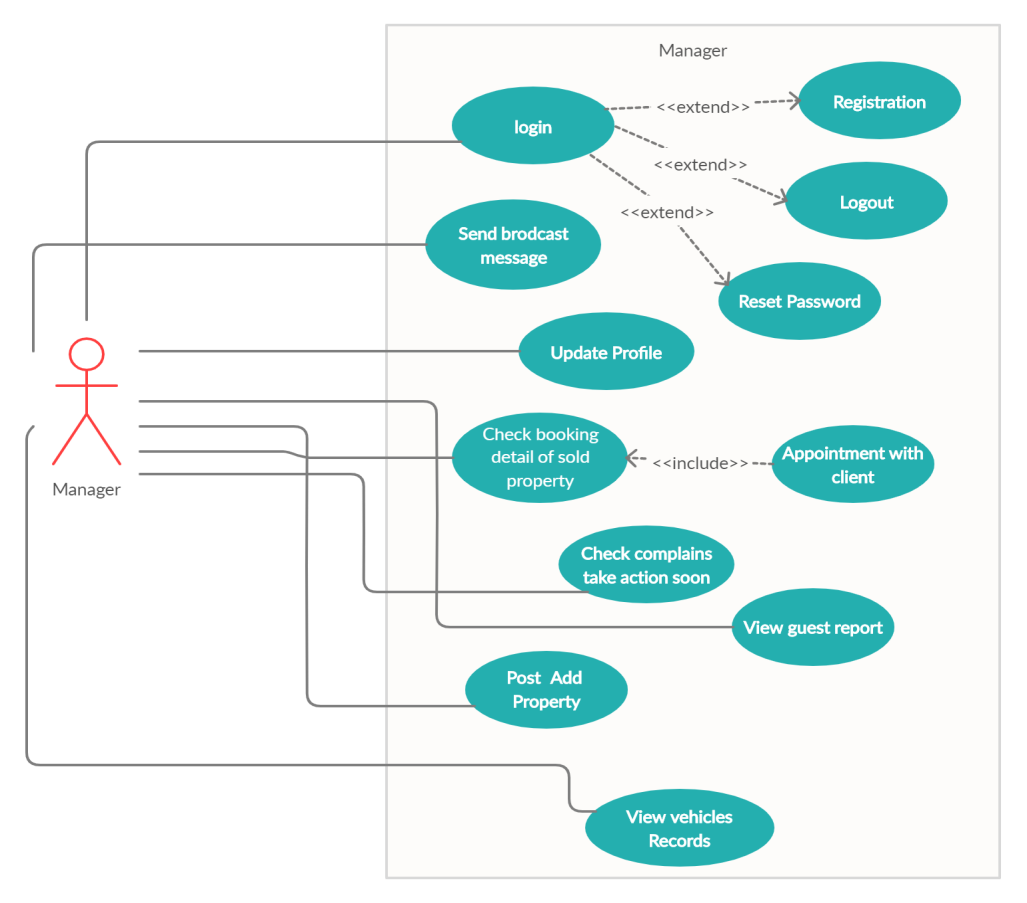 Manager
login
<<extend>>
Registration
<<extend>>
Logout
<<extend>>
Send brodcast
message
Reset Password
Update Profile
Manager
Check booking
detail of sold
property
<<include>>
Appointment with
client
Check complains
take action soon
View guest report
Post  Add
Property
View vehicles
Records